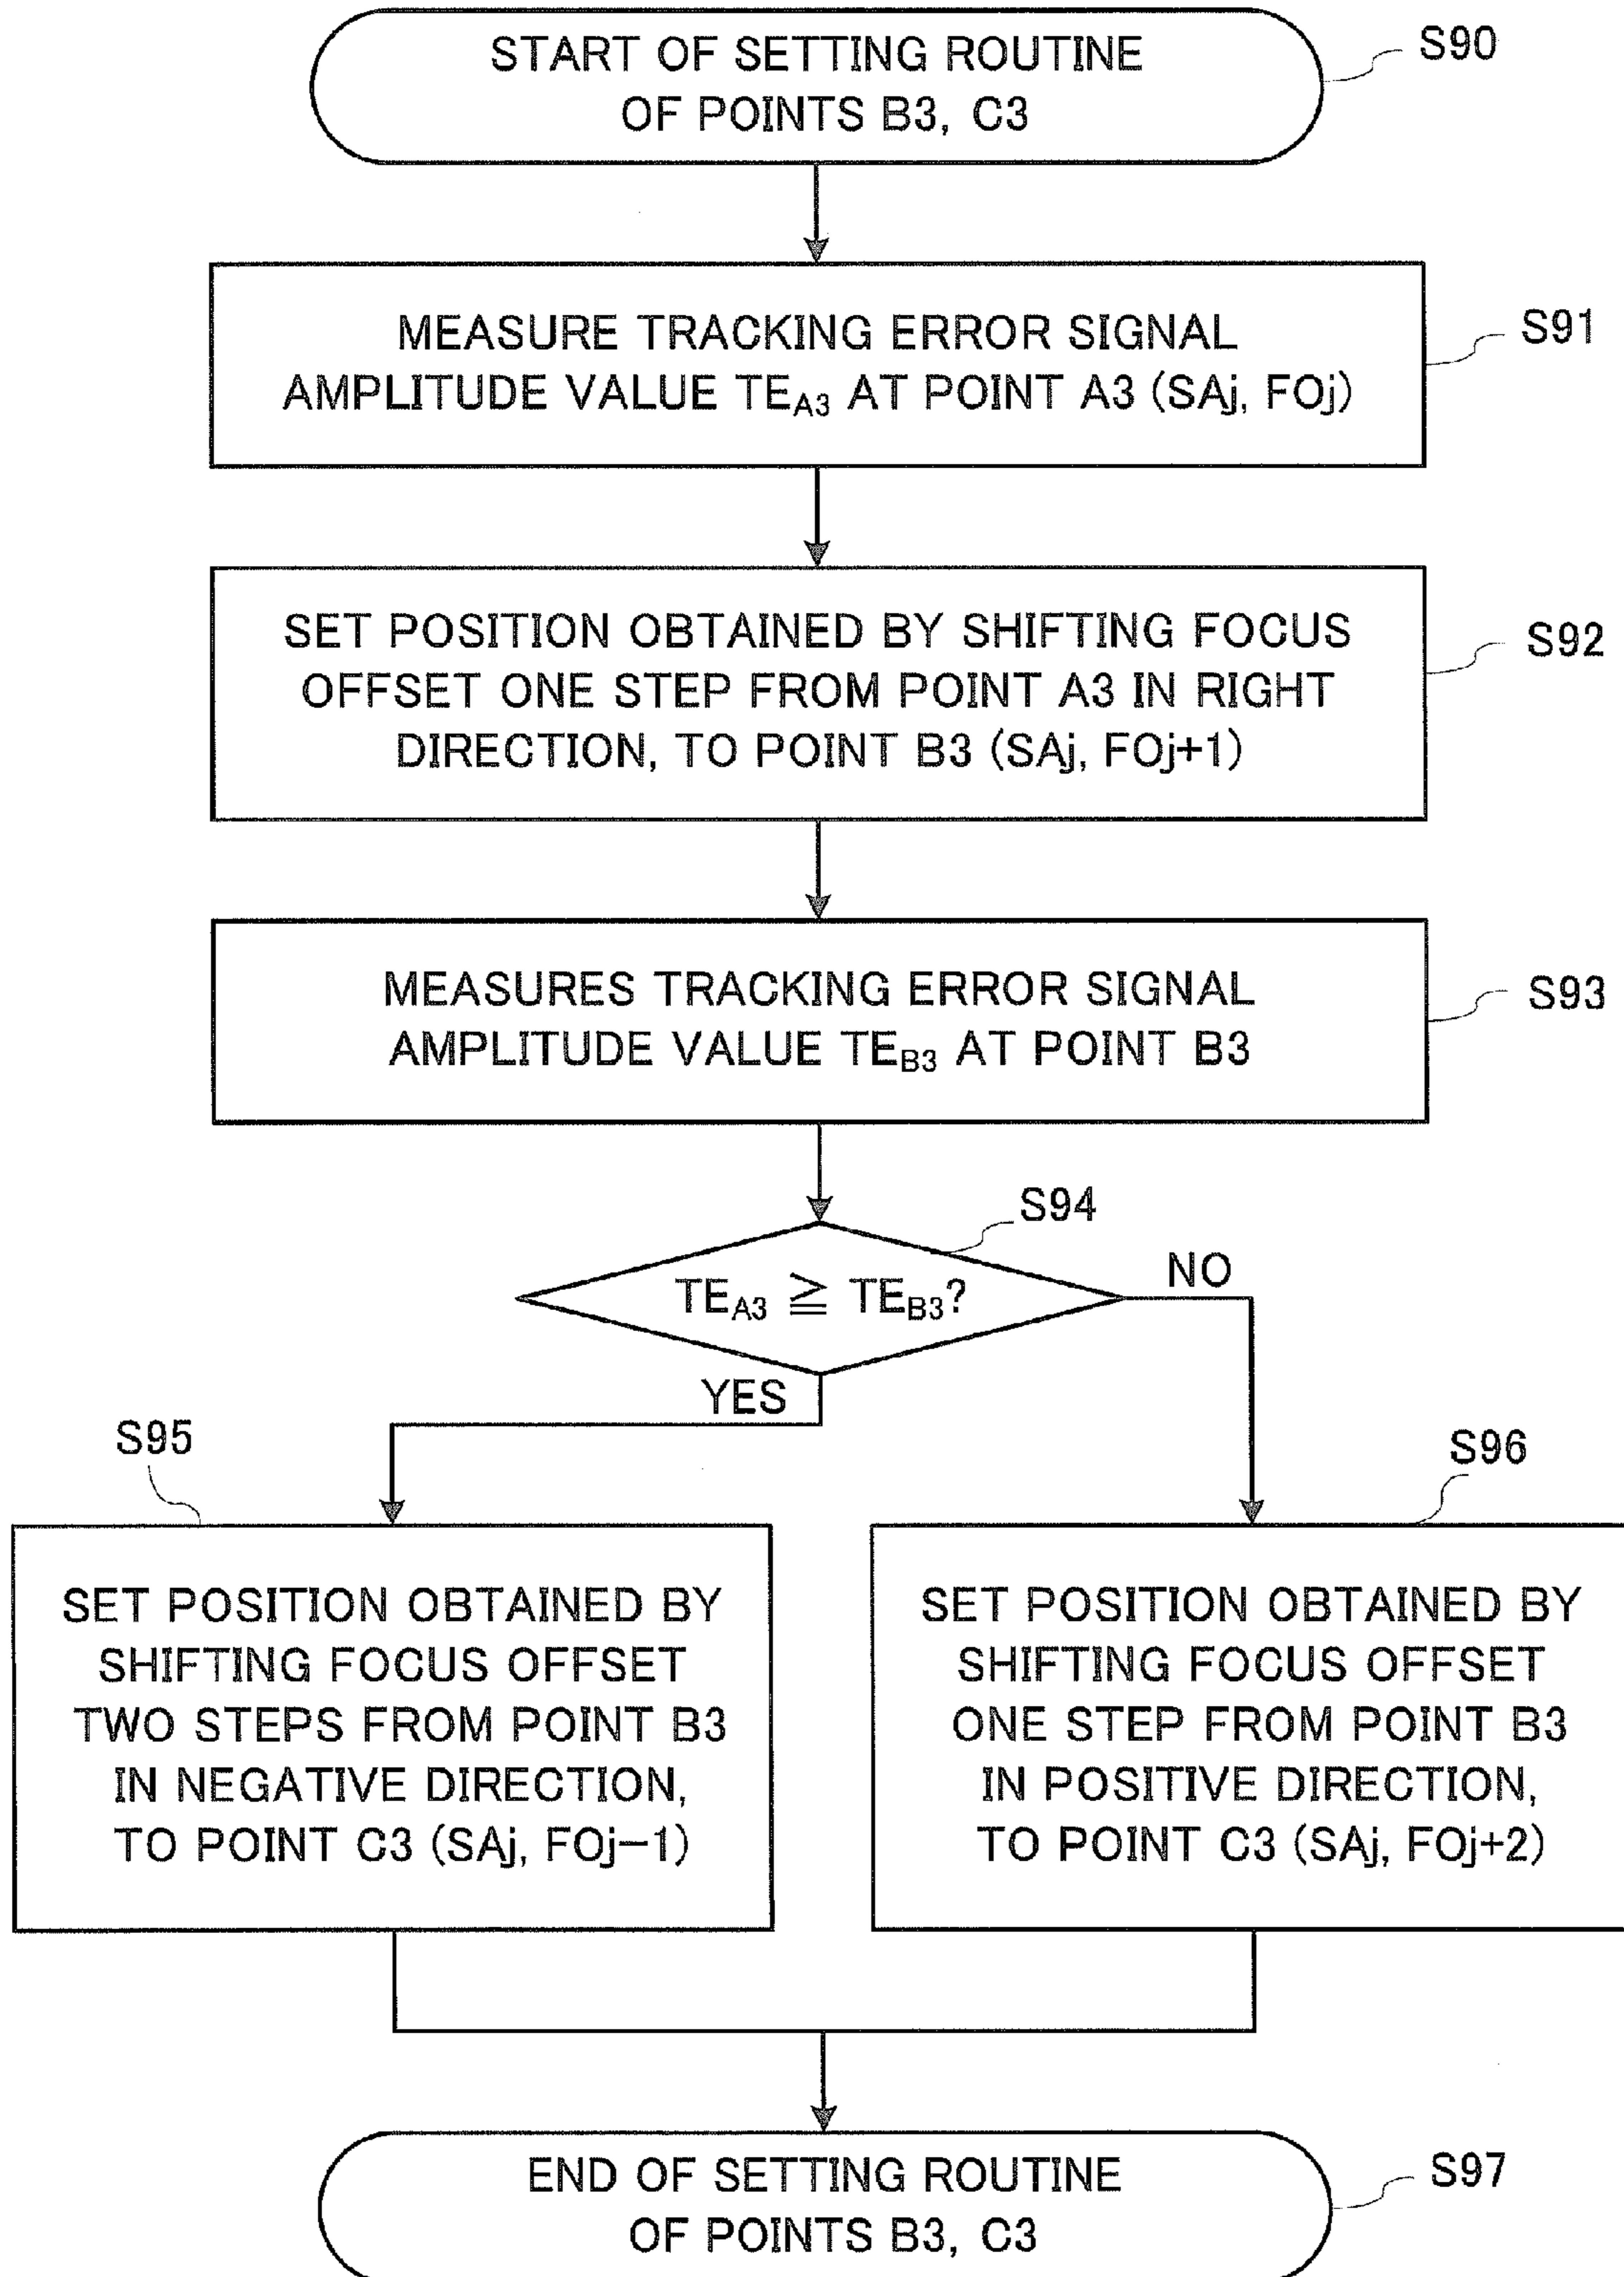 START OF SETTING ROUTINE
OF POINTS B3, C3
S90
MEASURE TRACKING ERROR SIGNAL
AMPLITUDE VALUE TEA3 AT POINT A3 (SAj, FOj)
S91
SET POSITION OBTAINED BY SHIFTING FOCUS
OFFSET ONE STEP FROM POINT A3 IN RIGHT
DIRECTION, TO POINT B3 (SAj, FOj+1)
S92
MEASURES TRACKING ERROR SIGNAL
AMPLITUDE VALUE TEB3 AT POINT B3
S93
S94
TEA3 ≧ TEB3?
NO
YES
S95
SET POSITION OBTAINED BY
SHIFTING FOCUS OFFSET
TWO STEPS FROM POINT B3
IN NEGATIVE DIRECTION,
TO POINT C3 (SAj, FOj−1)
S96
SET POSITION OBTAINED BY
SHIFTING FOCUS OFFSET
ONE STEP FROM POINT B3
IN POSITIVE DIRECTION,
TO POINT C3 (SAj, FOj+2)
END OF SETTING ROUTINE
OF POINTS B3, C3
S97